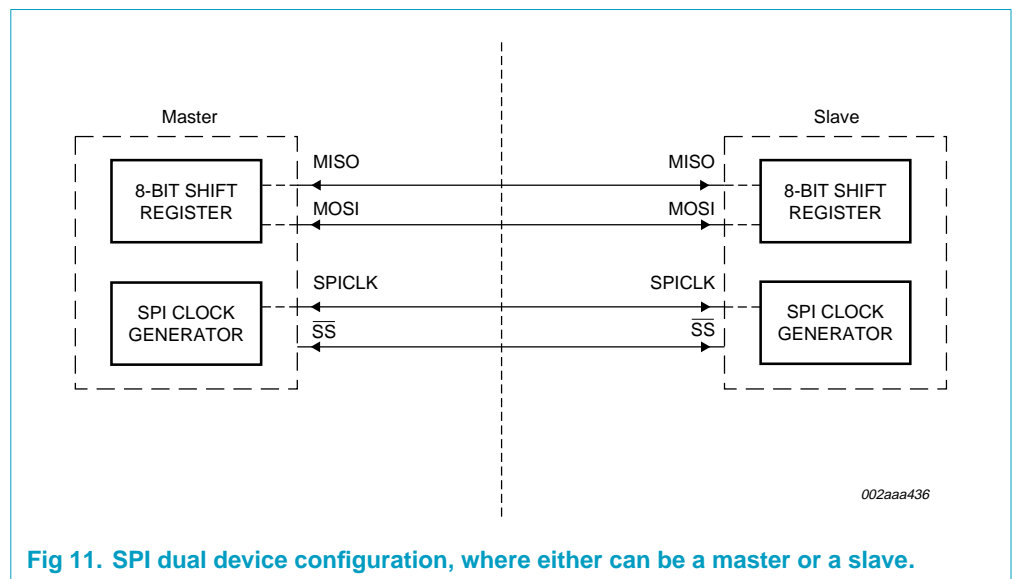 Master
Slave
8-BIT SHIFT
REGISTER
MISO
MISO
MOSI
MOSI
8-BIT SHIFT
REGISTER
SPI CLOCK
GENERATOR
SPICLK
SPICLK
SS
SS
SPI CLOCK
GENERATOR
002aaa436
Fig 11. SPI dual device configuration, where either can be a master or a slave.